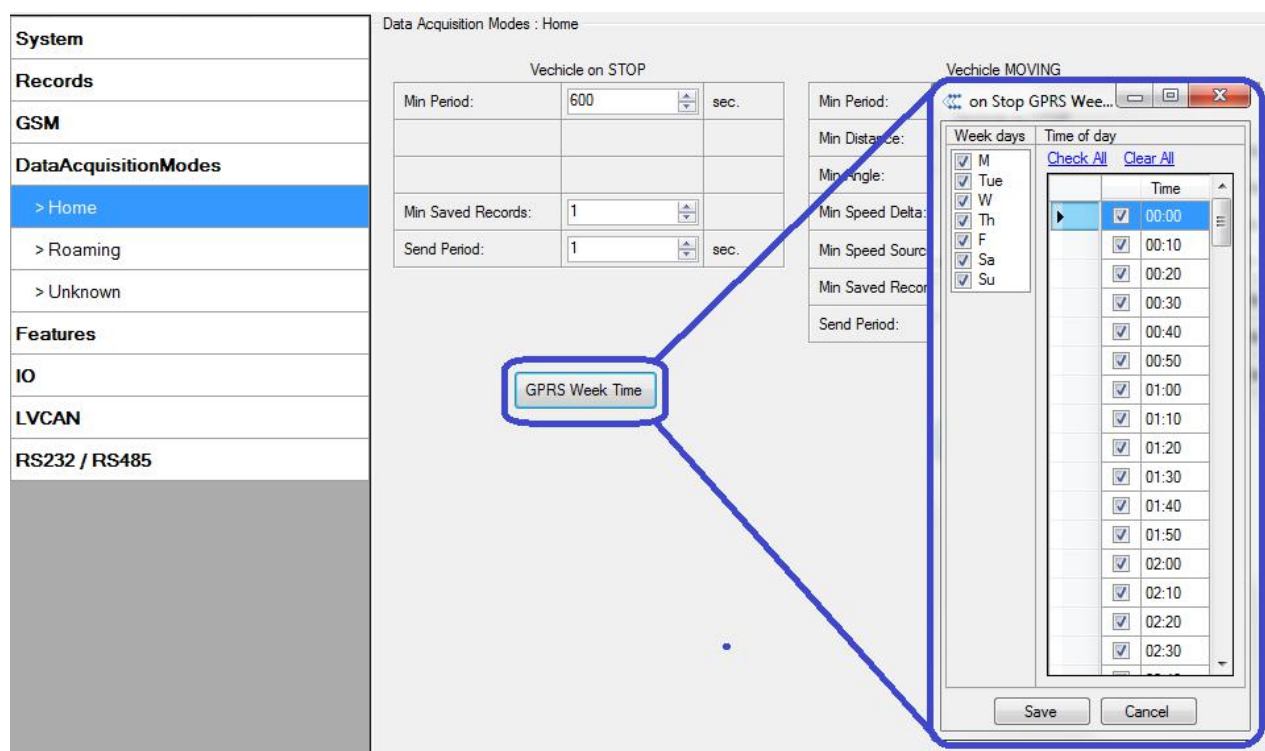 System
Records
GSM
DataAcquisitionModes
> Home
> Roaming
> Unknown
Features
IO
LVCAN
RS232 / RS485
Data Acquisition Modes : Home
Vechicle on STOP
Min Period: 600 sec.
Min Saved Records: 1
Send Period: 1 sec.
GPRS Week Time
Vechicle MOVING
Min Period:
Min Distance:
Min Angle:
Min Speed Delta:
Min Speed Sourc
Min Saved Recor
Send Period:
on Stop GPRS Wee...
Week days
M
Tue
W
Th
F
Sa
Su
Time of day
Check All Clear All
Time
00:00
00:10
00:20
00:30
00:40
00:50
01:00
01:10
01:20
01:30
01:40
01:50
02:00
02:10
02:20
02:30
Save Cancel